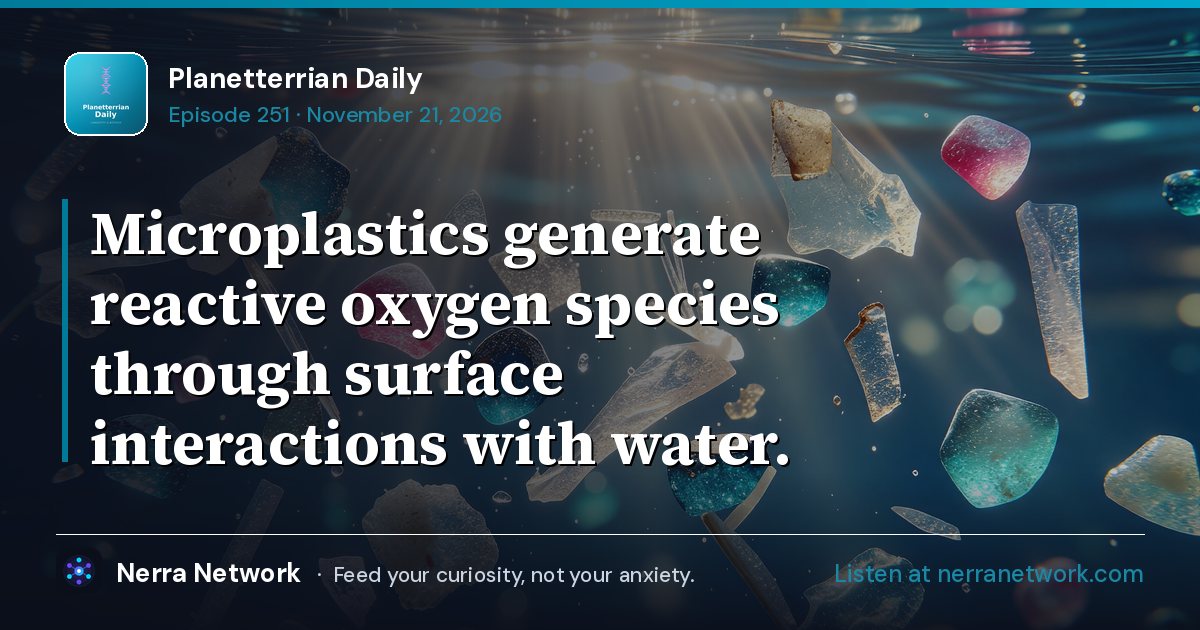 Planetterrian Daily
Episode 251 · November 21, 2026
Planetterrian
Daily
Microplastics generate
reactive oxygen species
through surface
interactions with water.
Nerra Network · Feed your curiosity, not your anxiety.
Listen at nerranetwork.com